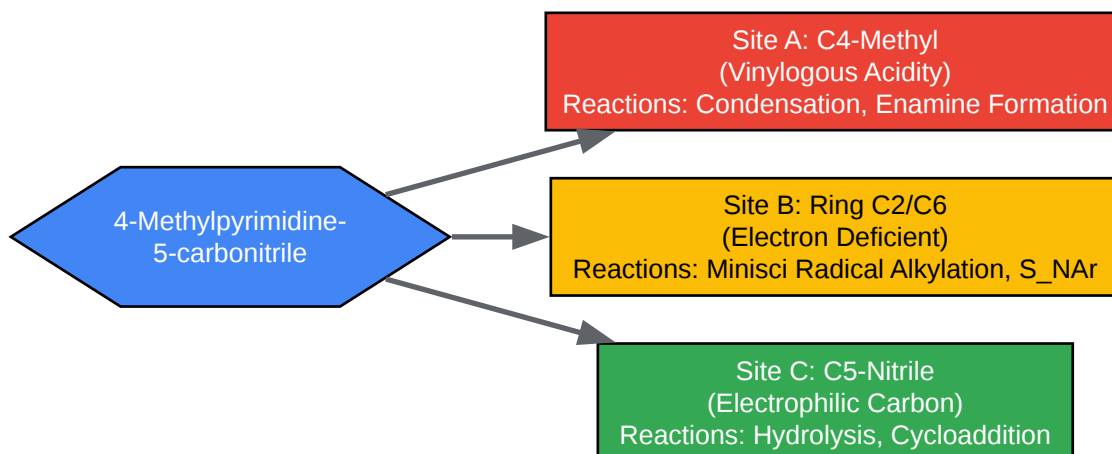 4-Methylpyrimidine-
5-carbonitrile
Site A: C4-Methyl
(Vinylogous Acidity)
Reactions: Condensation, Enamine Formation
Site B: Ring C2/C6
(Electron Deficient)
Reactions: Minisci Radical Alkylation, S_NAr
Site C: C5-Nitrile
(Electrophilic Carbon)
Reactions: Hydrolysis, Cycloaddition